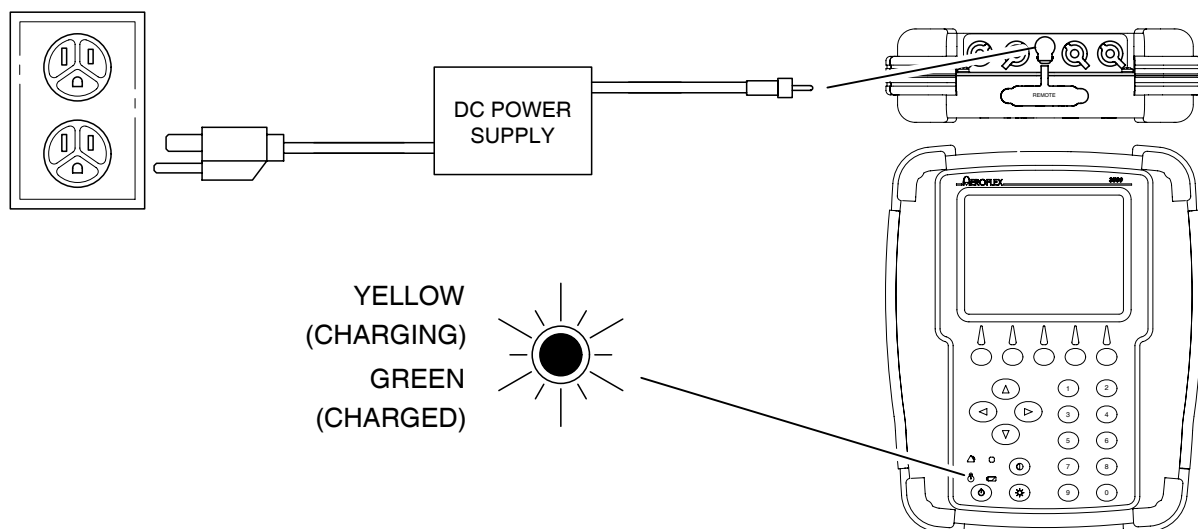 DC POWER
SUPPLY
REMOTE
AEROFLEX
YELLOW
(CHARGING)
GREEN
(CHARGED)
1 2
3 4
5 6
7 8
9 0